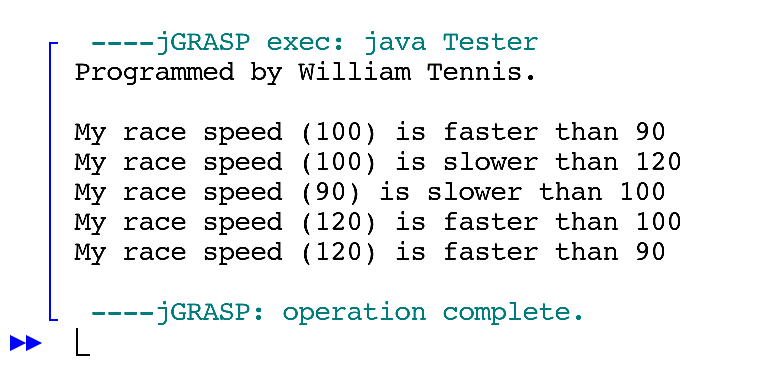 ----jGRASP exec: java Tester
Programmed by William Tennis.
My race speed (100) is faster than 90
My race speed (100) is slower than 120
My race speed (90) is slower than 100
My race speed (120) is faster than 100
My race speed (120) is faster than 90
----jGRASP: operation complete.